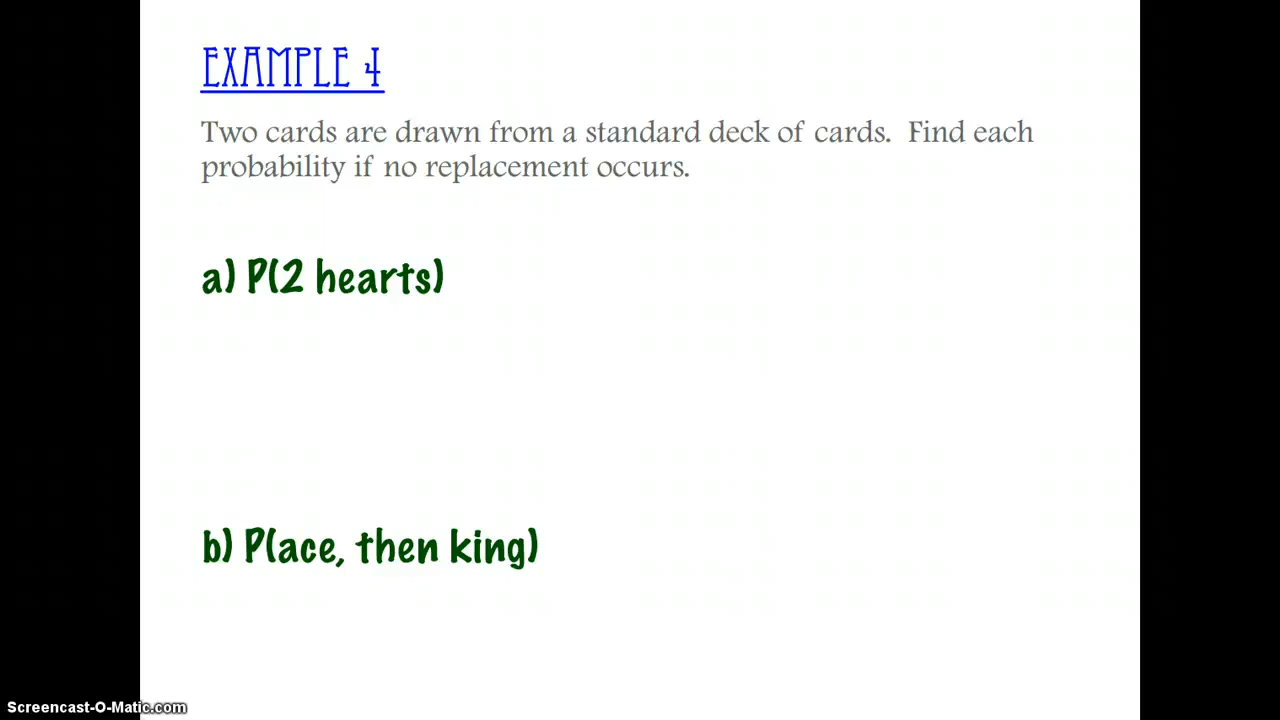 EXAMPLE 4
Two cards are drawn from a standard deck of cards. Find each
probability if no replacement occurs.
a) P(2 hearts)
b) P(ace, then king)
Screencast-O-Matic.com